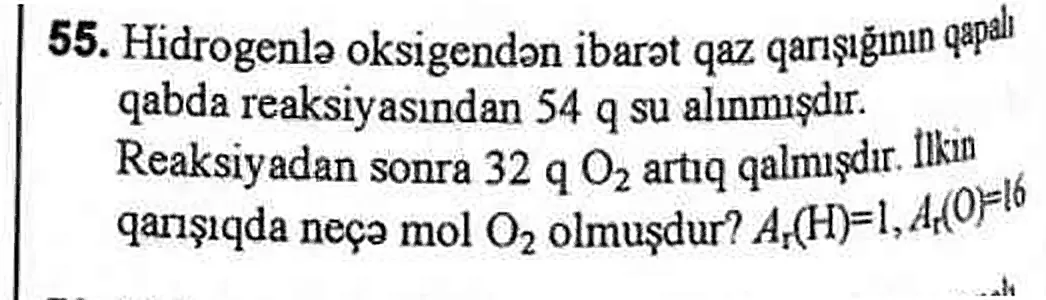 55. Hidrogenlə oksigendən ibarət qaz qarışığının qapalı
qabda reaksiyasından 54 q su alınmışdır.
Reaksiyadan sonra 32 q O₂ artıq qalmışdır. İlkin
qarışıqda neçə mol O₂ olmuşdur? Aᵣ(H)=1, Aᵣ(O)=16